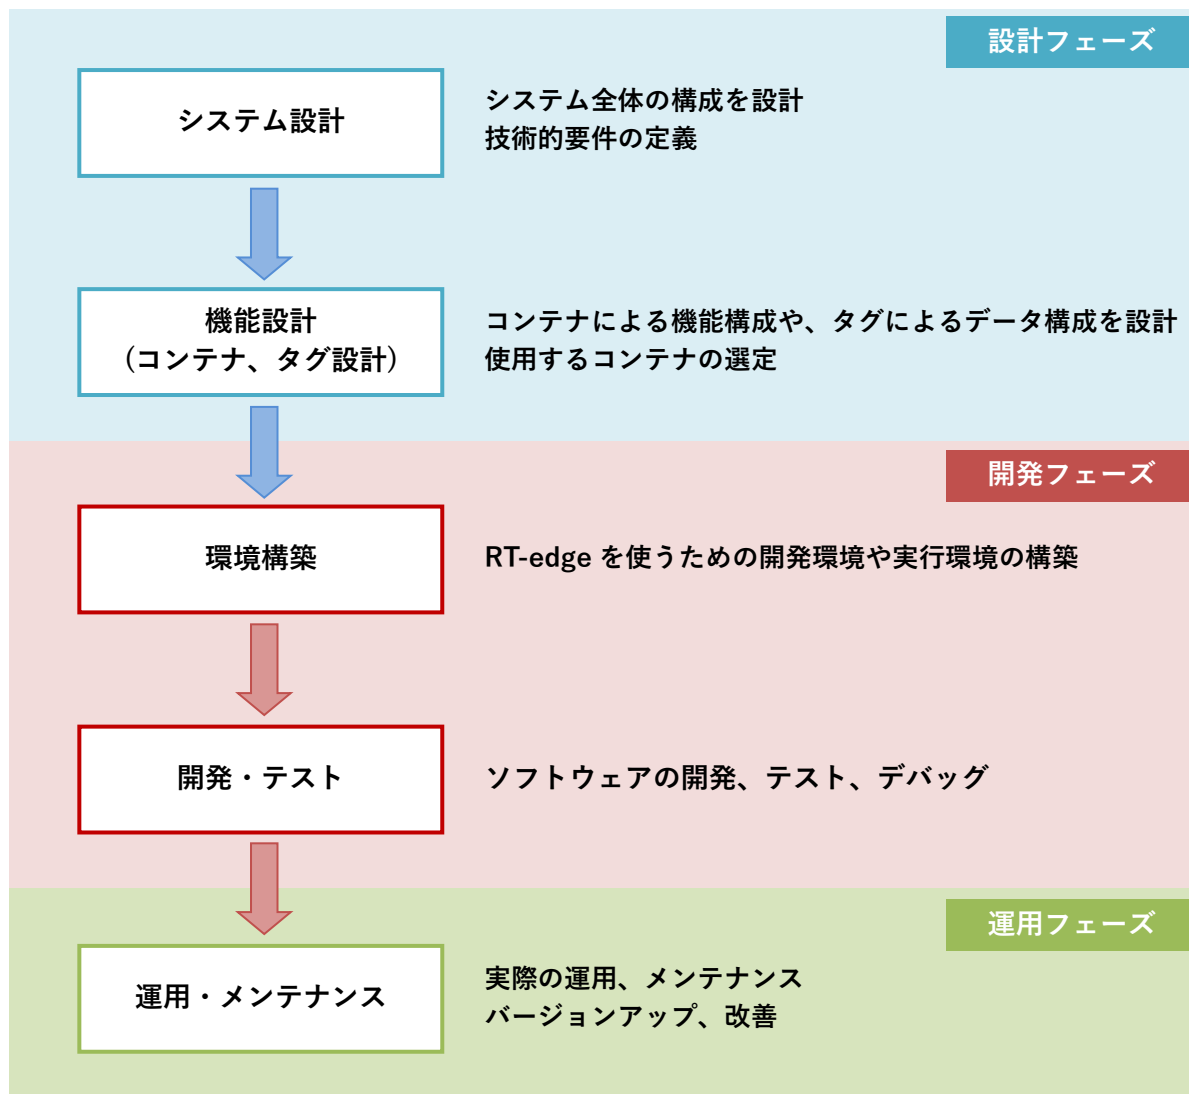 設計フェーズ
システム設計
システム全体の構成を設計
技術的要件の定義
機能設計
（コンテナ、タグ設計）
コンテナによる機能構成や、タグによるデータ構成を設計
使用するコンテナの選定
開発フェーズ
環境構築
RT-edge を使うための開発環境や実行環境の構築
開発・テスト
ソフトウェアの開発、テスト、デバッグ
運用フェーズ
運用・メンテナンス
実際の運用、メンテナンス
バージョンアップ、改善